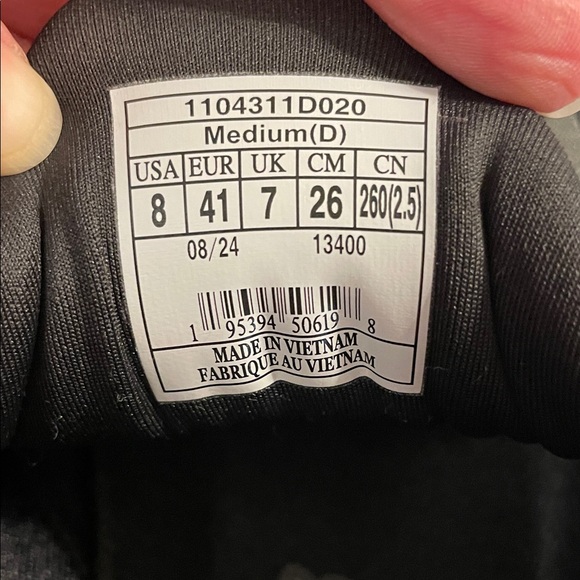 1104311D020
Medium(D)
USA EUR UK CM CN
8 41 7 26 260(2.5)
08/24 13400
1 95394 50619 8
MADE IN VIETNAM
FABRIQUE AU VIETNAM